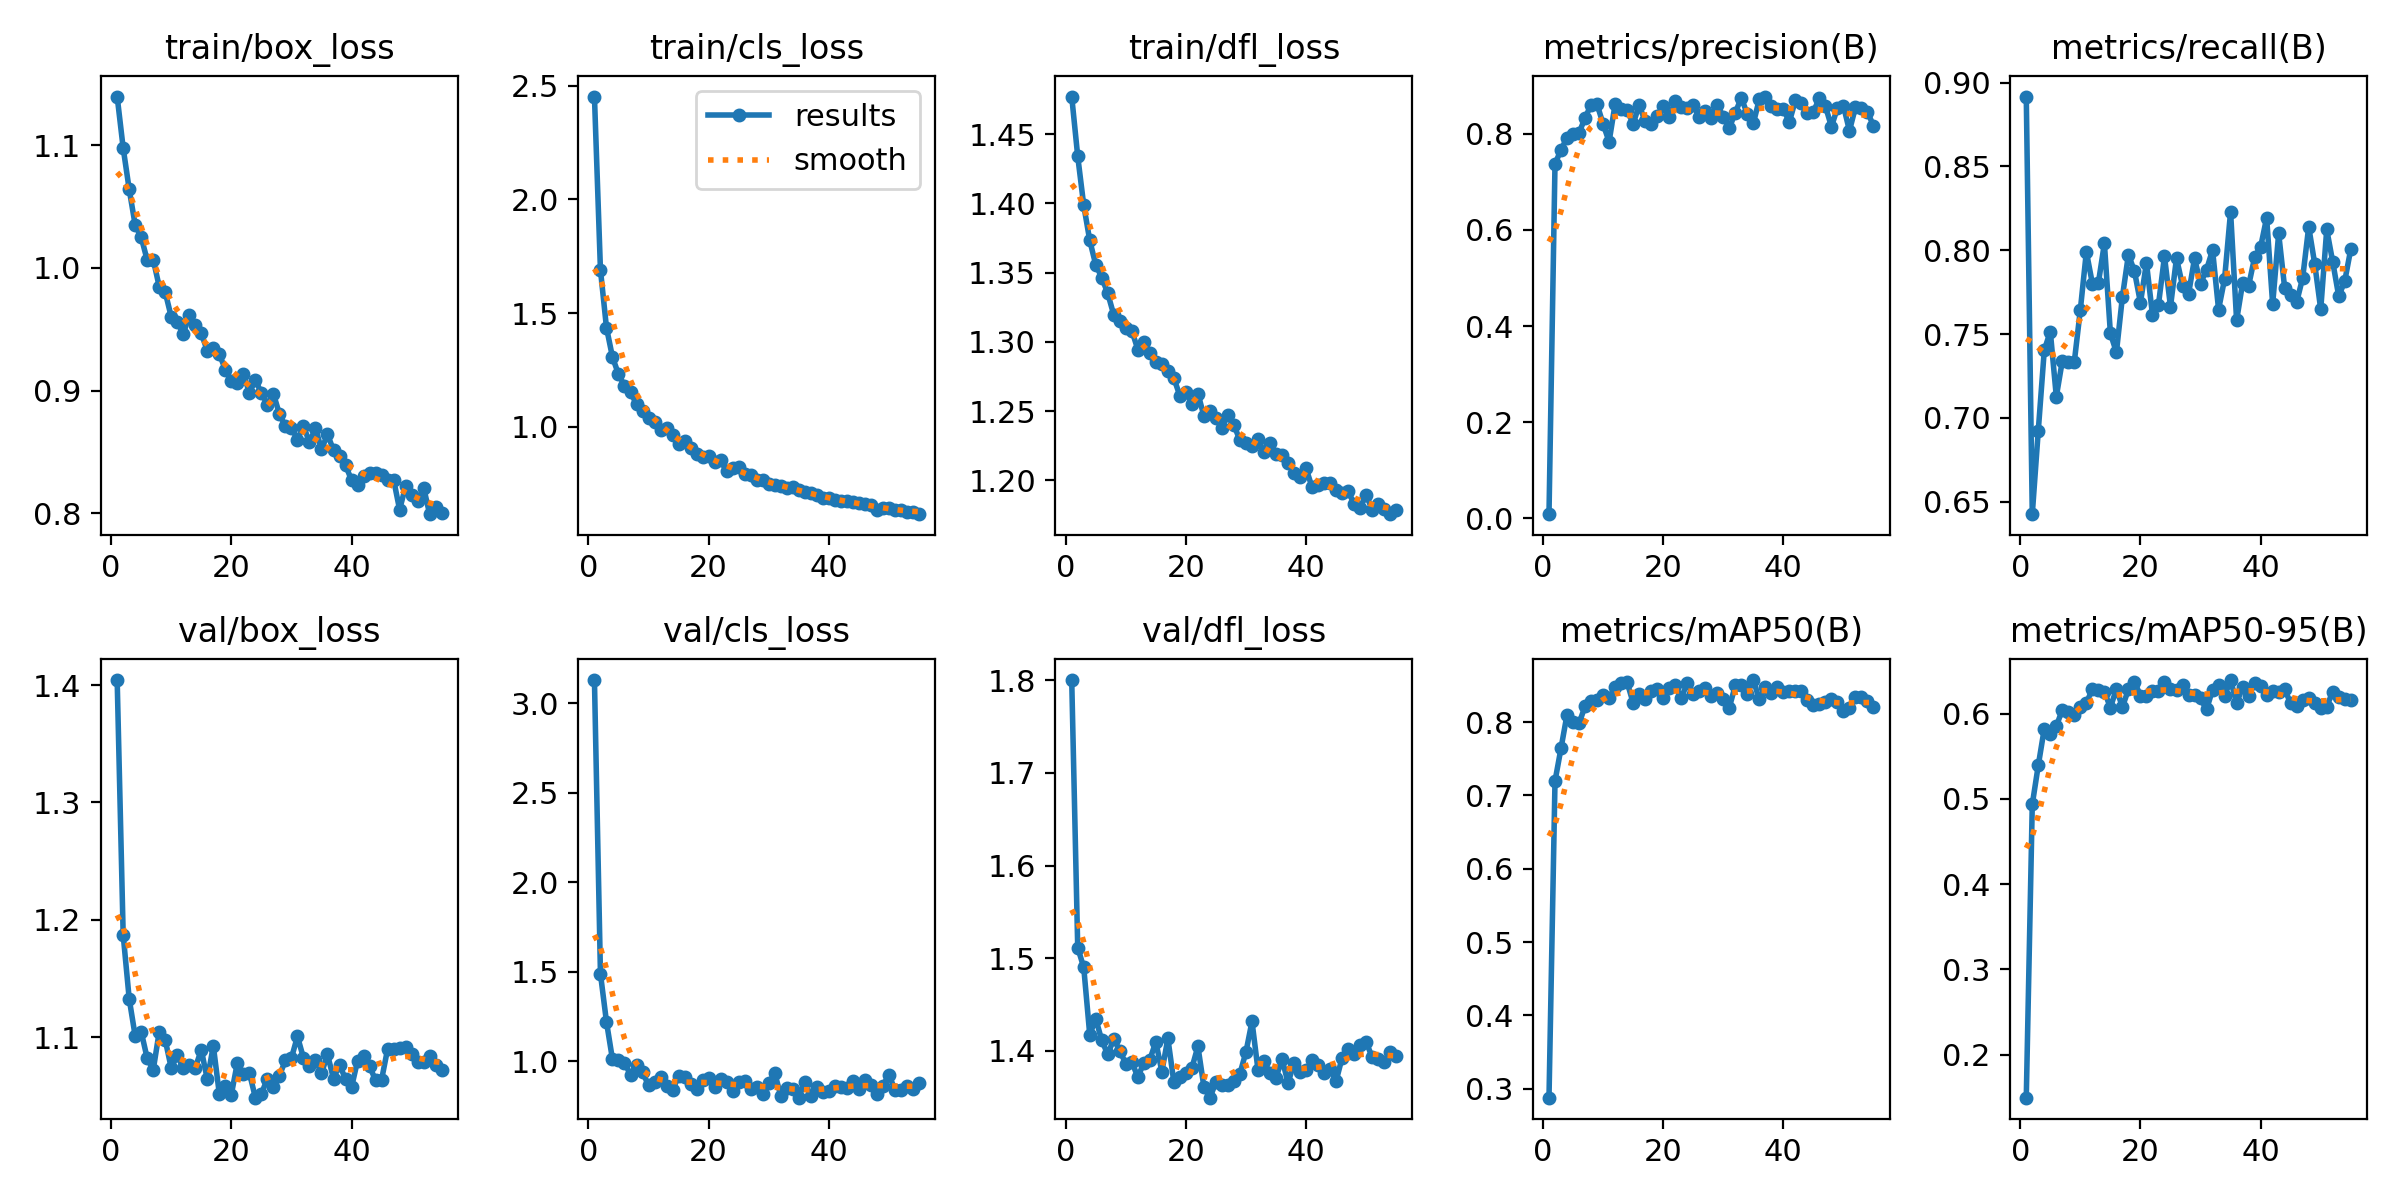 train/box_loss
1.1
1.0
0.9
0.8
0 20 40
train/cls_loss
results
smooth
2.5
2.0
1.5
1.0
0 20 40
train/dfl_loss
1.45
1.40
1.35
1.30
1.25
1.20
0 20 40
metrics/precision(B)
0.8
0.6
0.4
0.2
0.0
0 20 40
metrics/recall(B)
0.90
0.85
0.80
0.75
0.70
0.65
0 20 40
val/box_loss
1.4
1.3
1.2
1.1
0 20 40
val/cls_loss
3.0
2.5
2.0
1.5
1.0
0 20 40
val/dfl_loss
1.8
1.7
1.6
1.5
1.4
0 20 40
metrics/mAP50(B)
0.8
0.7
0.6
0.5
0.4
0.3
0 20 40
metrics/mAP50-95(B)
0.6
0.5
0.4
0.3
0.2
0 20 40